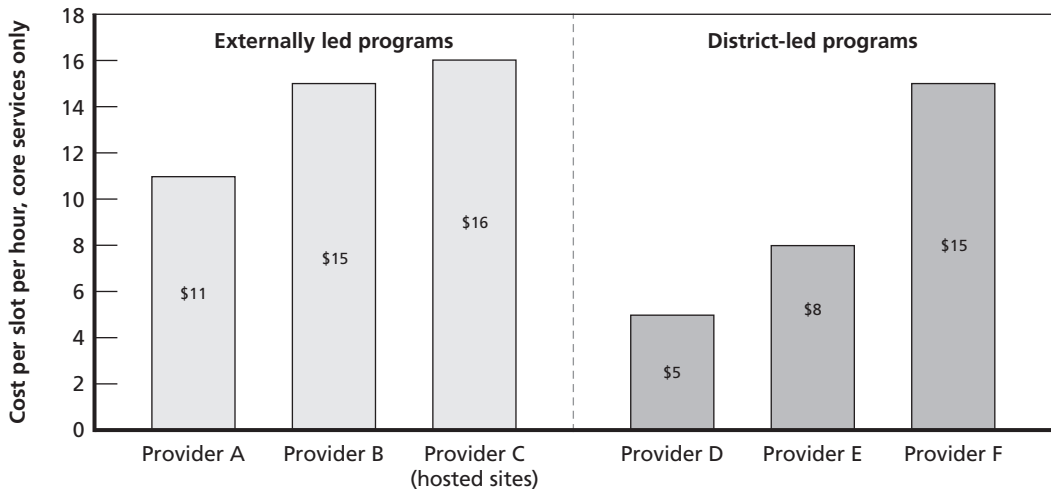 Cost per slot per hour, core services only
18
16
14
12
10
8
6
4
2
0
Externally led programs
District-led programs
$11
$15
$16
$5
$8
$15
Provider A
Provider B
Provider C
(hosted sites)
Provider D
Provider E
Provider F